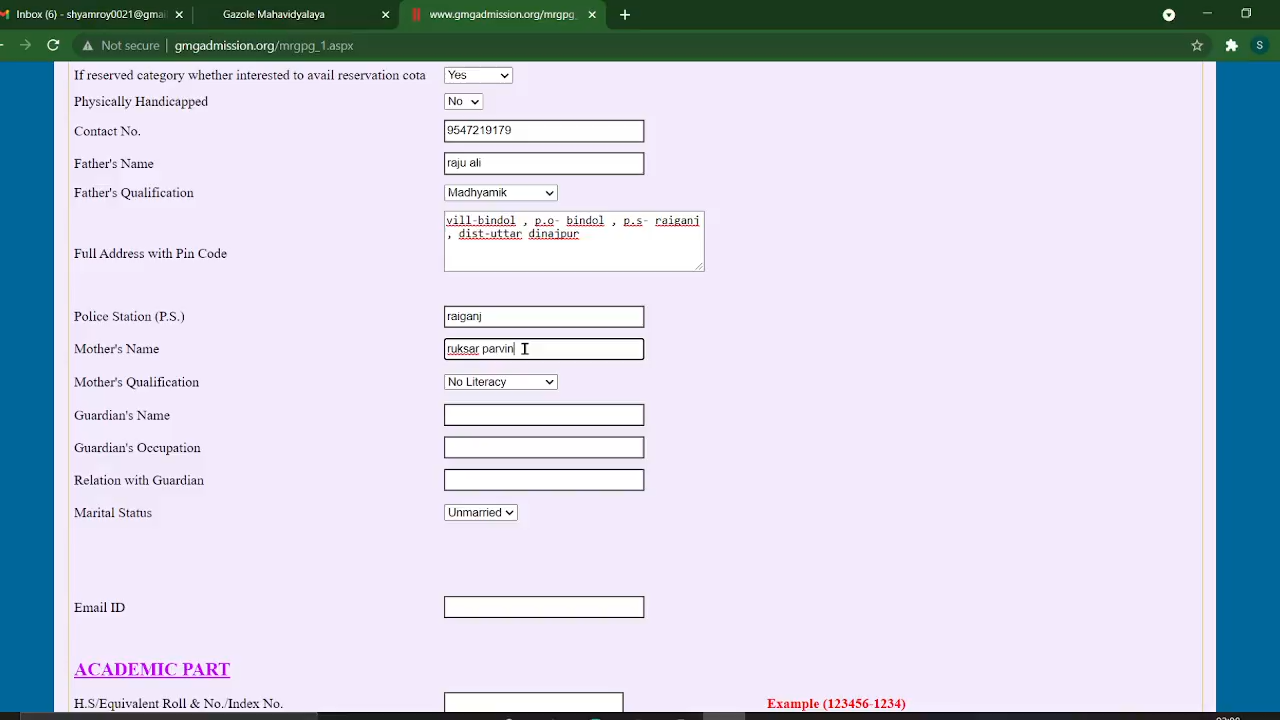 Inbox (6) - shyamroy0021@gmai
Gazole Mahavidyalaya
www.gmgadmission.org/mrgpg_
S
Not secure
gmgadmission.org/mrgpg_1.aspx
If reserved category whether interested to avail reservation cota Yes
Physically Handicapped No
Contact No. 9547219179
Father's Name raju ali
Father's Qualification Madhyamik
vill-bindol , p.o- bindol , p.s- raiganj
, dist-uttar dinajpur
Full Address with Pin Code
Police Station (P.S.) raiganj
Mother's Name ruksar parvin
Mother's Qualification No Literacy
Guardian's Name
Guardian's Occupation
Relation with Guardian
Marital Status Unmarried
Email ID
ACADEMIC PART
H.S/Equivalent Roll & No./Index No. Example (123456-1234)